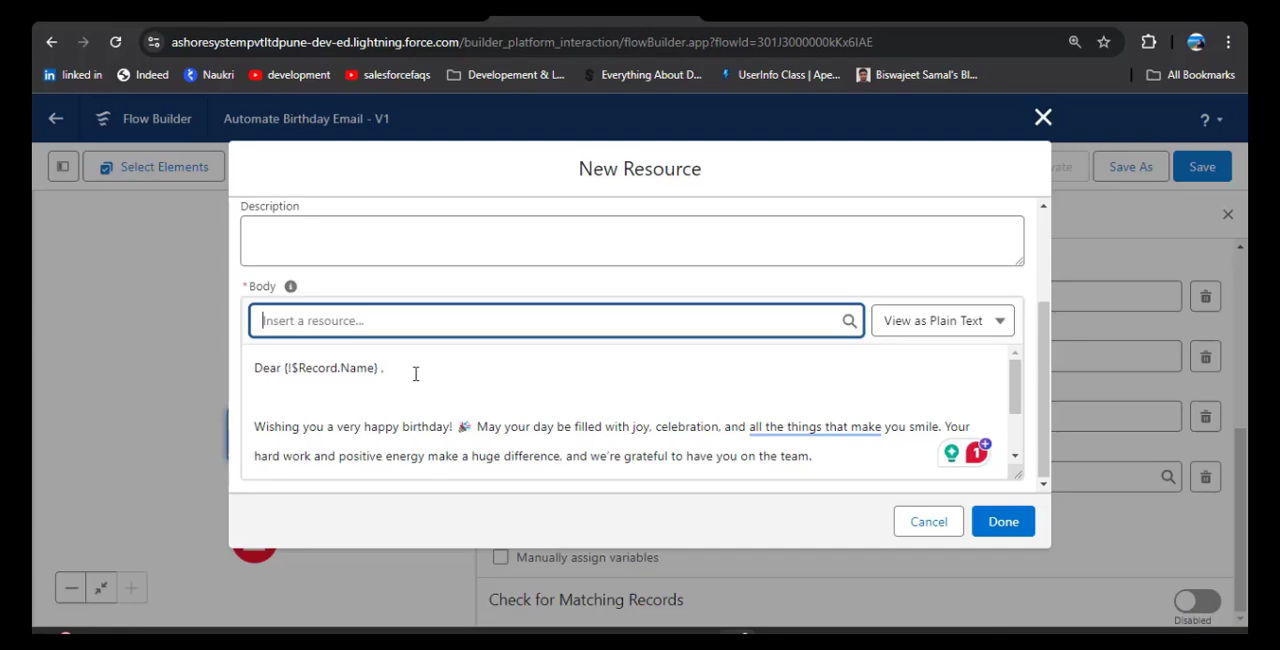 ashoresystempvtltdpune-dev-ed.lightning.force.com/builder_platform_interaction/flowBuilder.app?flowId=301J3000000kKx6IAE
linked in Indeed Naukri development salesforcefaqs Developement & L... Everything About D... UserInfo Class | Ape... Biswajeet Samal's Bl... All Bookmarks
Flow Builder Automate Birthday Email - V1 ?
Select Elements New Resource vate Save As Save
Description
*Body
Insert a resource... View as Plain Text
Dear {!$Record.Name} ,
Wishing you a very happy birthday! 🎉 May your day be filled with joy, celebration, and all the things that make you smile. Your
hard work and positive energy make a huge difference, and we're grateful to have you on the team.
1
Cancel Done
Manually assign variables
Check for Matching Records
Disabled